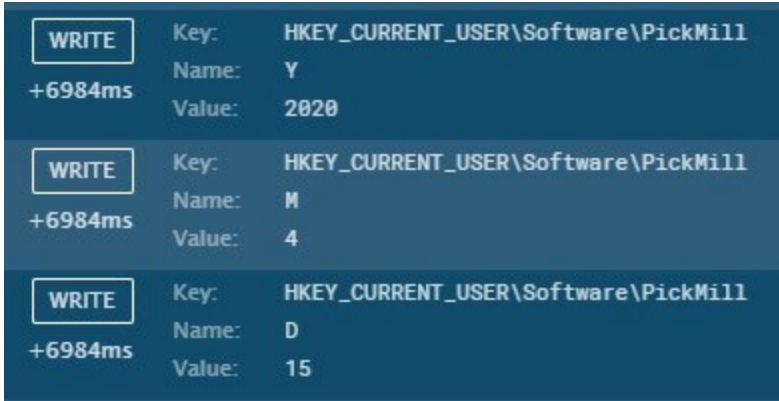 WRITE Key: HKEY_CURRENT_USER\Software\PickMill
Name: Y
+6984ms
Value: 2020
WRITE Key: HKEY_CURRENT_USER\Software\PickMill
Name: M
+6984ms
Value: 4
WRITE Key: HKEY_CURRENT_USER\Software\PickMill
Name: D
+6984ms
Value: 15